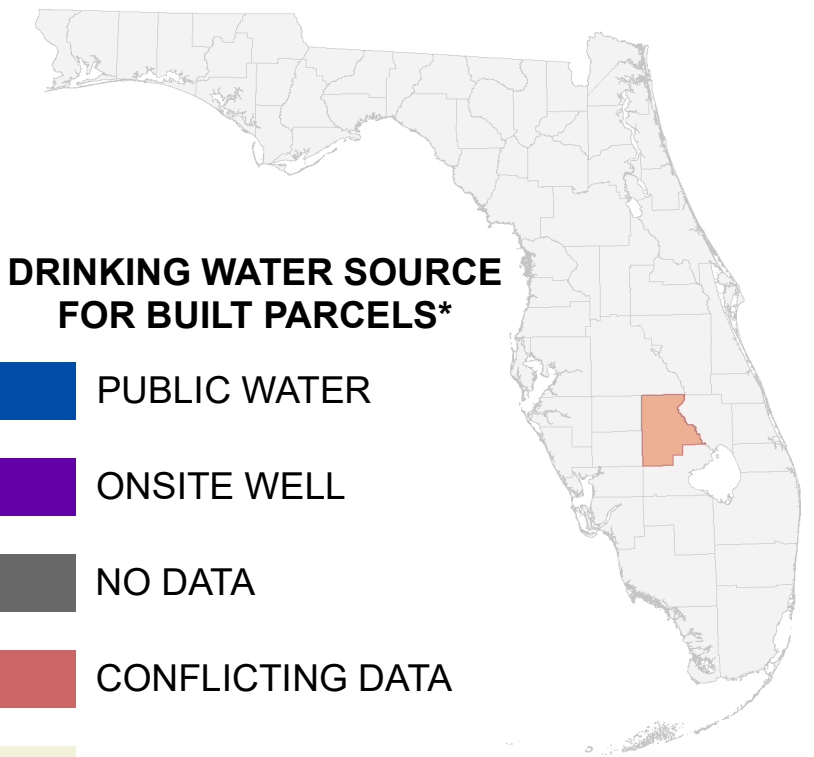 DRINKING WATER SOURCE
FOR BUILT PARCELS*
PUBLIC WATER
ONSITE WELL
NO DATA
CONFLICTING DATA